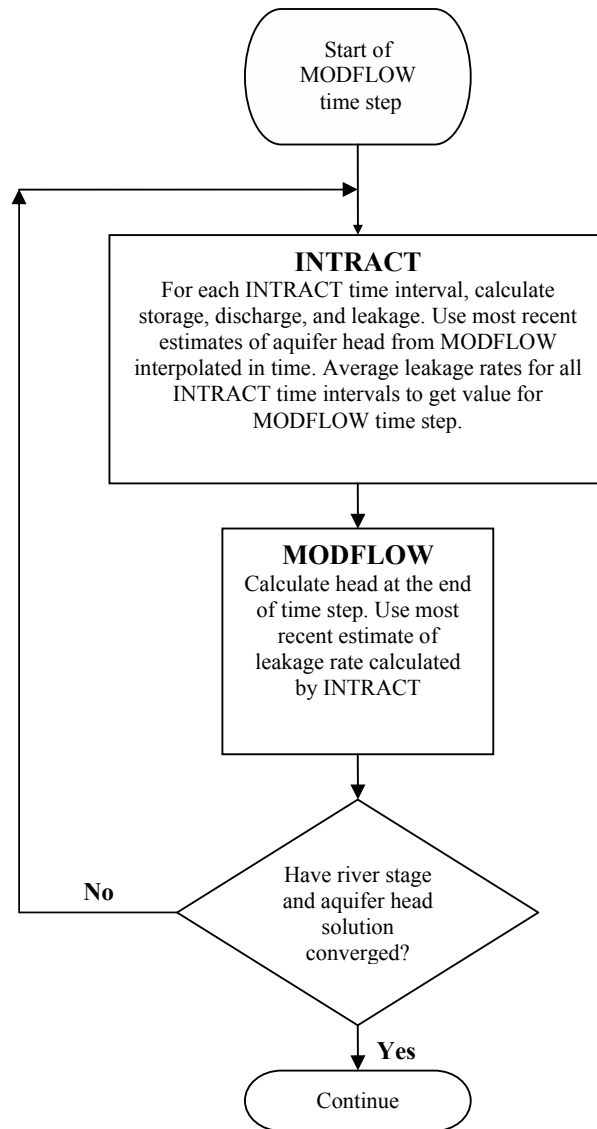 Start of
MODFLOW
time step
INTRACT
For each INTRACT time interval, calculate
storage, discharge, and leakage. Use most recent
estimates of aquifer head from MODFLOW
interpolated in time. Average leakage rates for all
INTRACT time intervals to get value for
MODFLOW time step.
MODFLOW
Calculate head at the end
of time step. Use most
recent estimate of
leakage rate calculated
by INTRACT
Have river stage
and aquifer head
solution
converged?
No
Yes
Continue